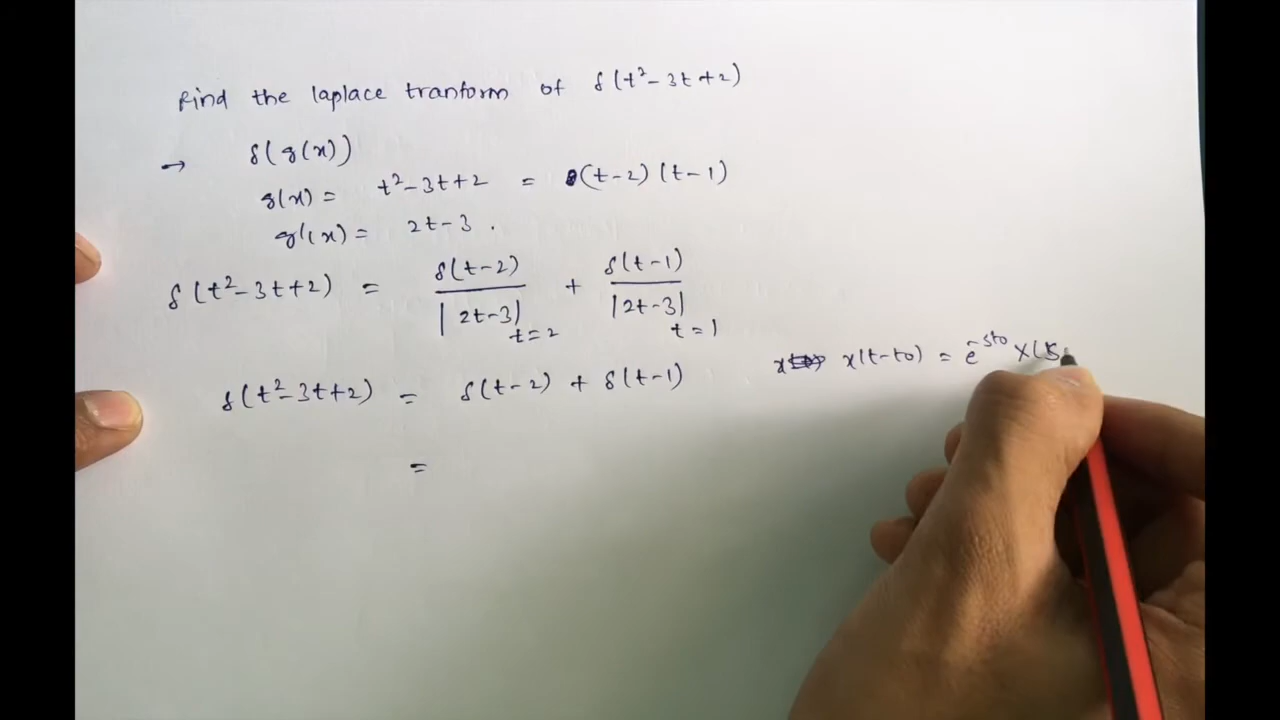 Find the laplace tranform of δ(t²-3t+2)
→ δ(g(x))
g(x) = t²-3t+2 = (t-2)(t-1)
g'(x) = 2t-3.
δ(t²-3t+2) = δ(t-2)/|2t-3| t=2 + δ(t-1)/|2t-3| t=1
δ(t²-3t+2) = δ(t-2) + δ(t-1)
x(t-t0) = e^-st0 X(s
=